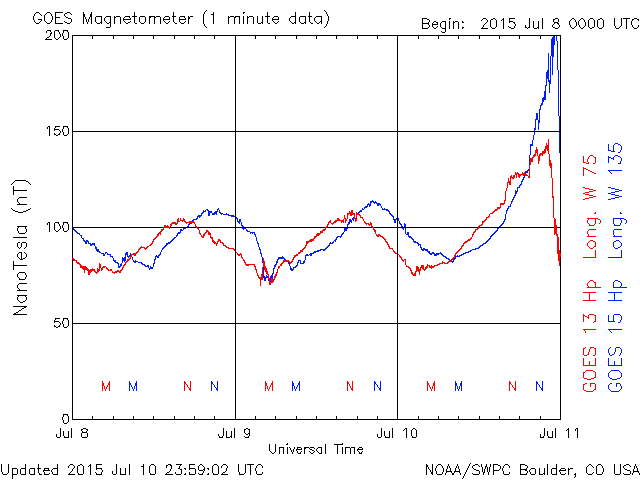 GOES Magnetometer (1 minute data)
Begin: 2015 Jul 8 0000 UTC
200
150
100
50
0
NanoTesla (nT)
M M N N M M N N M M N N
Jul 8 Jul 9 Jul 10 Jul 11
Universal Time
GOES 13 Hp Long. W 75
GOES 15 Hp Long. W 135
Updated 2015 Jul 10 23:59:02 UTC
NOAA/SWPC Boulder, CO USA